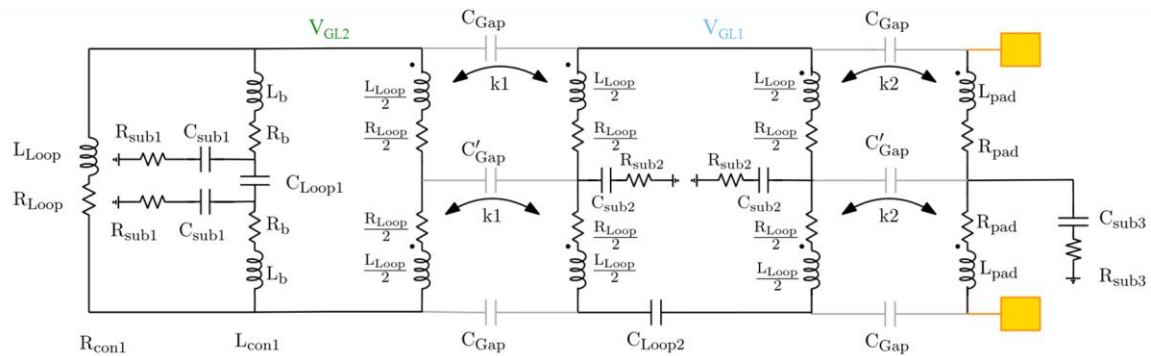 V_GL2 C_Gap V_GL1 C_Gap
k1 k2
L_b L_Loop/2 L_Loop/2 L_Loop/2 L_pad
L_Loop R_sub1 C_sub1 R_b R_Loop/2 C'_Gap R_Loop/2 R_sub2 R_sub2 R_Loop/2 C'_Gap R_pad
R_Loop C_Loop1
R_sub1 C_sub1 R_b R_Loop/2 k1 C_sub2 R_Loop/2 C_sub2 R_Loop/2 k2 R_pad C_sub3
L_b L_Loop/2 L_Loop/2 L_Loop/2 L_pad R_sub3
R_con1 L_con1 C_Gap C_Loop2 C_Gap